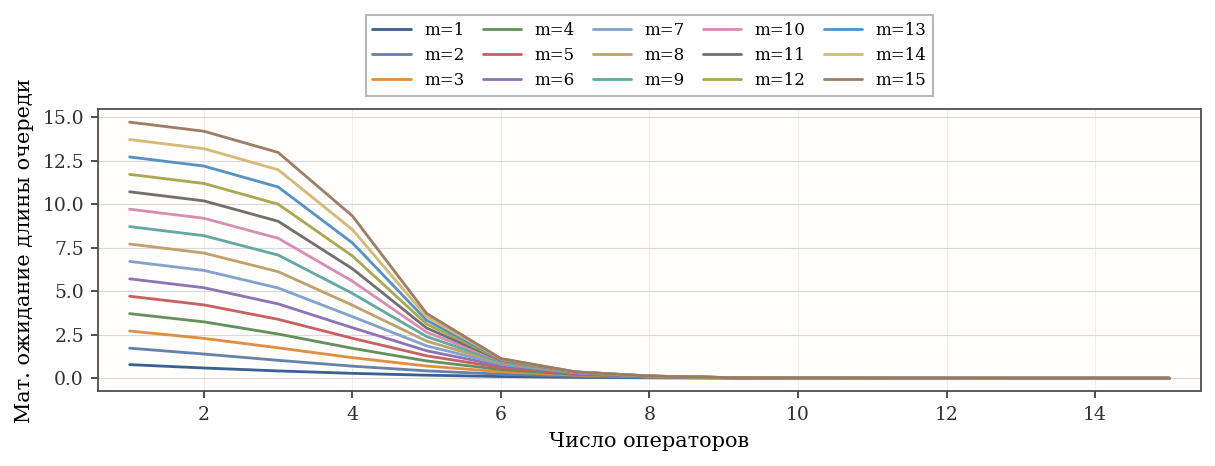 m=1 m=4 m=7 m=10 m=13
m=2 m=5 m=8 m=11 m=14
m=3 m=6 m=9 m=12 m=15
Мат. ожидание длины очереди
15.0
12.5
10.0
7.5
5.0
2.5
0.0
2 4 6 8 10 12 14
Число операторов